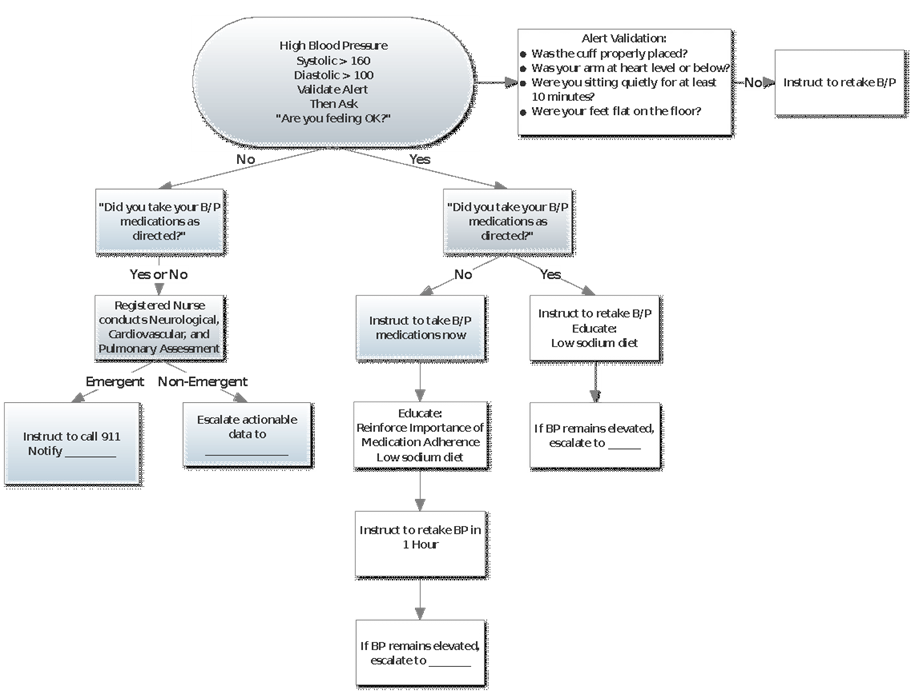 High Blood Pressure
Systolic > 160
Diastolic > 100
Validate Alert
Then Ask
"Are you feeling OK?"
Alert Validation:
● Was the cuff properly placed?
● Was your arm at heart level or below?
● Were you sitting quietly for at least
10 minutes?
● Were your feet flat on the floor?
No
Instruct to retake B/P
No
Yes
"Did you take your B/P
medications as
directed?"
"Did you take your B/P
medications as
directed?"
Yes or No
No
Yes
Registered Nurse
conducts Neurological,
Cardiovascular, and
Pulmonary Assessment
Instruct to take B/P
medications now
Instruct to retake B/P
Educate:
Low sodium diet
Emergent
Non-Emergent
Instruct to call 911
Notify ________
Escalate actionable
data to
_____________
Educate:
Reinforce Importance of
Medication Adherence
Low sodium diet
If BP remains elevated,
escalate to _____
Instruct to retake BP in
1 Hour
If BP remains elevated,
escalate to _______